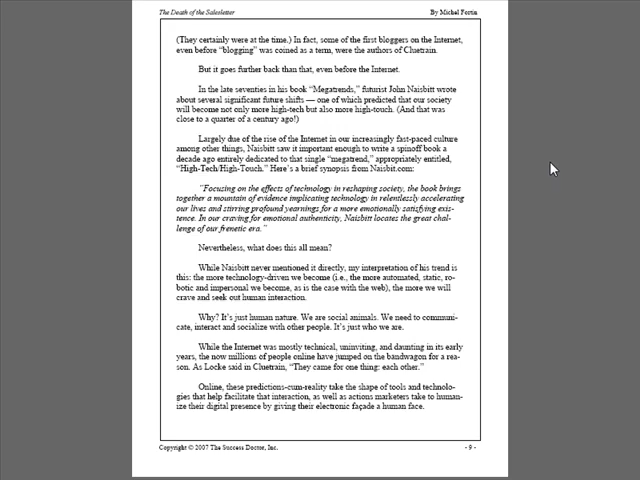 The Death of the Salesletter
By Michel Fortin
(They certainly were at the time.) In fact, some of the first bloggers on the Internet,
even before “blogging” was coined as a term, were the authors of Cluetrain.
But it goes further back than that, even before the Internet.
In the late seventies in his book “Megatrends,” futurist John Naisbitt wrote
about several significant future shifts — one of which predicted that our society
will become not only more high-tech but also more high-touch. (And that was
close to a quarter of a century ago!)
Largely due of the rise of the Internet in our increasingly fast-paced culture
among other things, Naisbitt saw it important enough to write a spinoff book a
decade ago entirely dedicated to that single “megatrend,” appropriately entitled,
“High-Tech/High-Touch.” Here’s a brief synopsis from Naisbit.com:
“Focusing on the effects of technology in reshaping society, the book brings
together a mountain of evidence implicating technology in relentlessly accelerating
our lives and stirring profound yearnings for a more emotionally satisfying exis-
tence. In our craving for emotional authenticity, Naisbitt locates the great chal-
lenge of our frenetic era.”
Nevertheless, what does this all mean?
While Naisbitt never mentioned it directly, my interpretation of his trend is
this: the more technology-driven we become (i.e., the more automated, static, ro-
botic and impersonal we become, as is the case with the web), the more we will
crave and seek out human interaction.
Why? It’s just human nature. We are social animals. We need to communi-
cate, interact and socialize with other people. It’s just who we are.
While the Internet was mostly technical, uninviting, and daunting in its early
years, the now millions of people online have jumped on the bandwagon for a rea-
son. As Locke said in Cluetrain, “They came for one thing: each other.”
Online, these predictions-cum-reality take the shape of tools and technolo-
gies that help facilitate that interaction, as well as actions marketers take to human-
ize their digital presence by giving their electronic façade a human face.
Copyright © 2007 The Success Doctor, Inc.
- 9 -